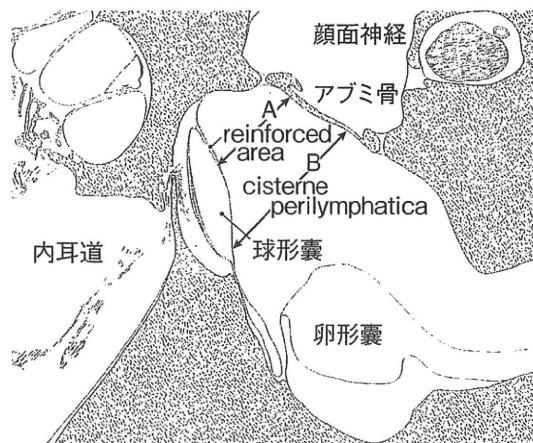 顔面神経
アブミ骨
A
reinforced
area
B
cisterne
perilymphatica
内耳道
球形嚢
卵形嚢